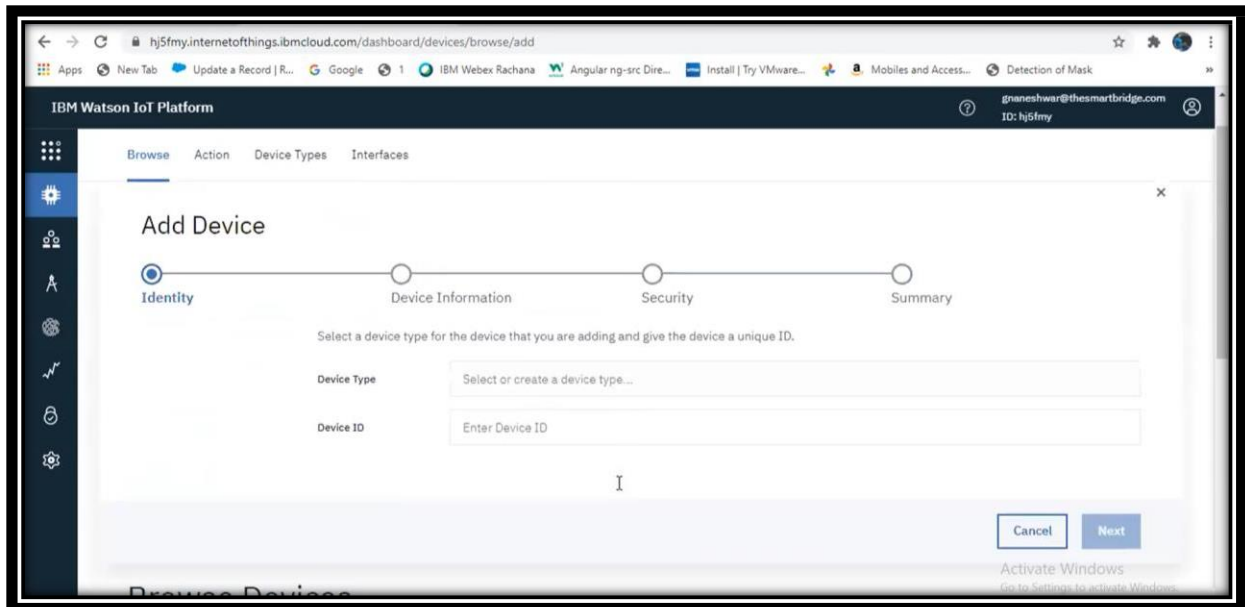 hj5fmy.internetofthings.ibmcloud.com/dashboard/devices/browse/add
Apps New Tab Update a Record | R... Google 1 IBM Webex Rachana Angular ng-src Dire... Install | Try VMware... Mobiles and Access... Detection of Mask »
IBM Watson IoT Platform
gnaneshwar@thesmartbridge.com
ID: hj5fmy
Browse Action Device Types Interfaces
Add Device
Identity Device Information Security Summary
Select a device type for the device that you are adding and give the device a unique ID.
Device Type Select or create a device type...
Device ID Enter Device ID
Cancel Next
Activate Windows
Go to Settings to activate Windows.
Browse Devices